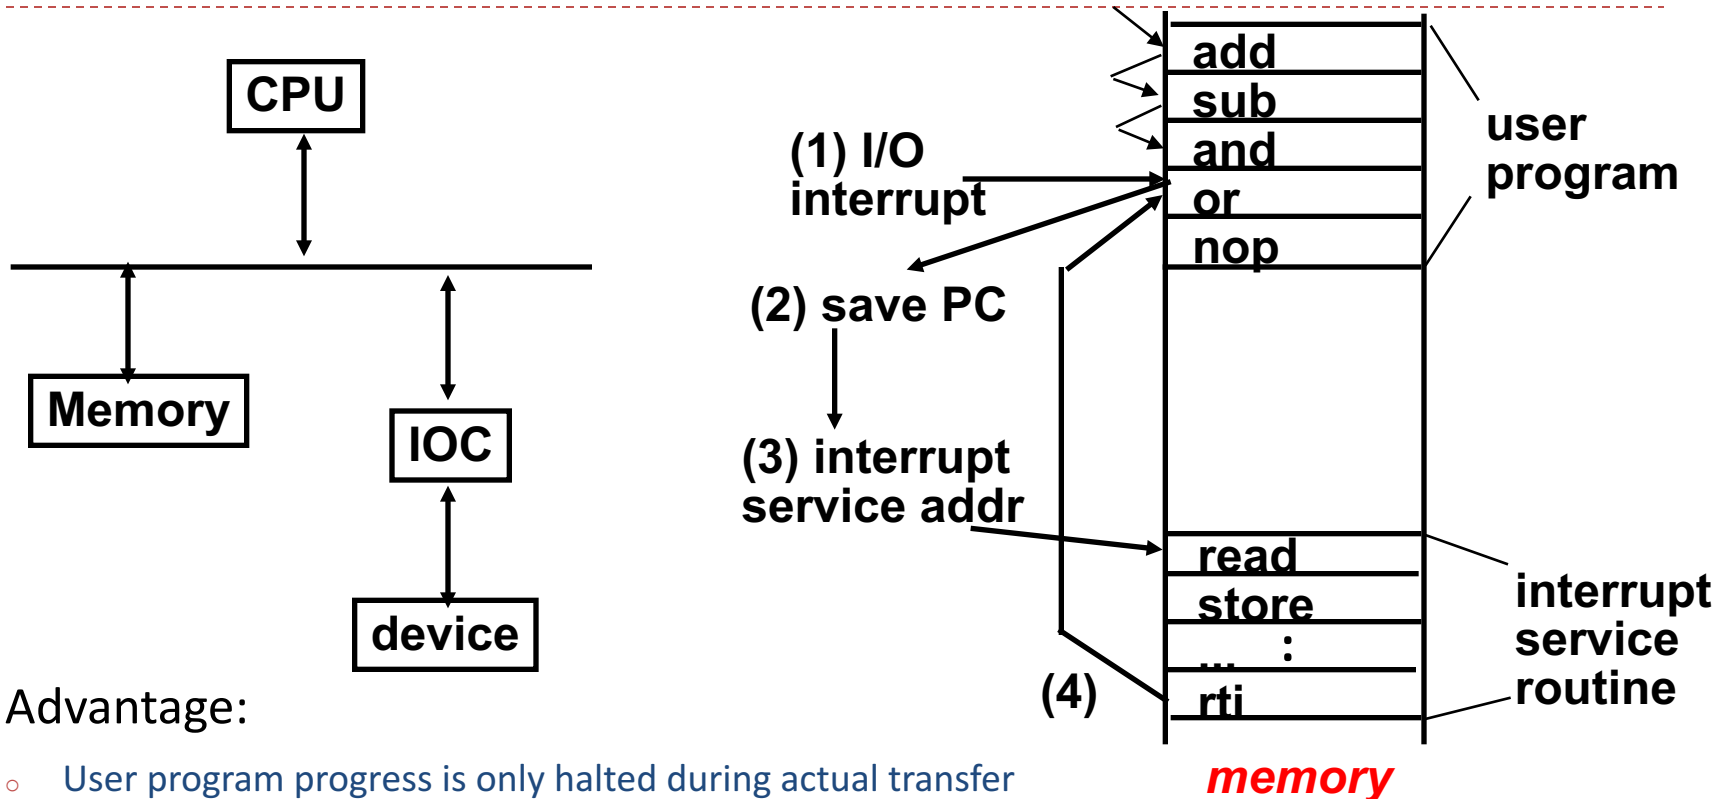 CPU
Memory
IOC
device
(1) I/O
interrupt
(2) save PC
(3) interrupt
service addr
(4)
add
sub
and
or
nop
user
program
read
store
:
...
rti
interrupt
service
routine
memory
Advantage:
User program progress is only halted during actual transfer